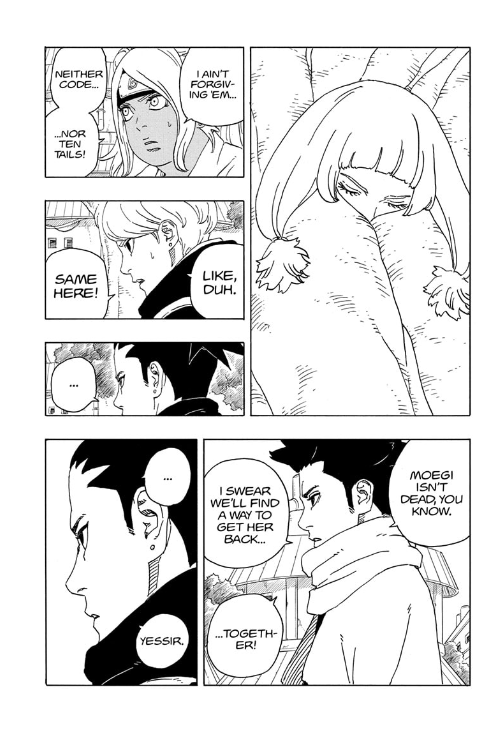 I AIN'T
FORGIV-
ING 'EM...
NEITHER
CODE...
...NOR
TEN
TAILS!
LIKE,
DUH.
SAME
HERE!
...
MOEGI
ISN'T
DEAD, YOU
KNOW.
I SWEAR
WE'LL FIND
A WAY TO
GET HER
BACK...
...TOGETH-
ER!
...
YESSIR.